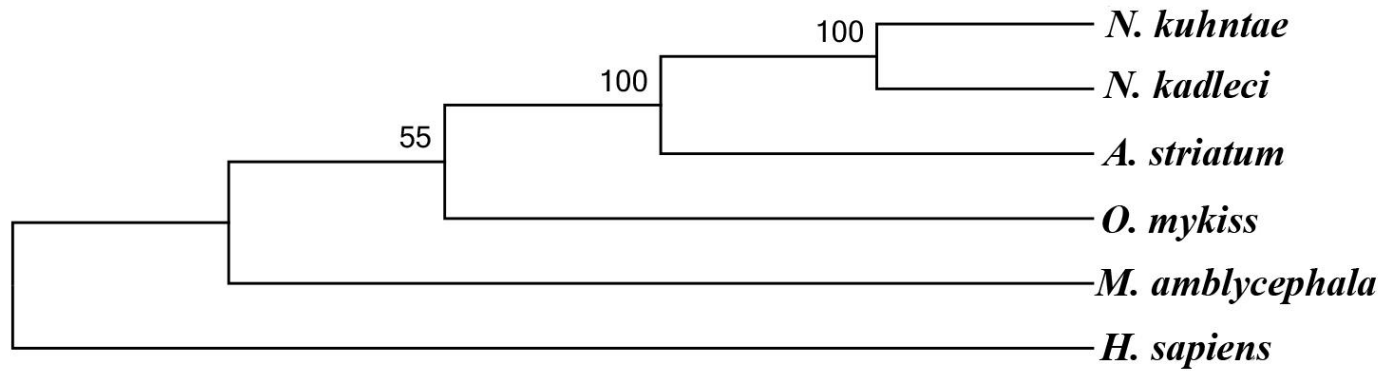 100
N. kuhntae
100
N. kadleci
55
A. striatum
O. mykiss
M. amblycephala
H. sapiens